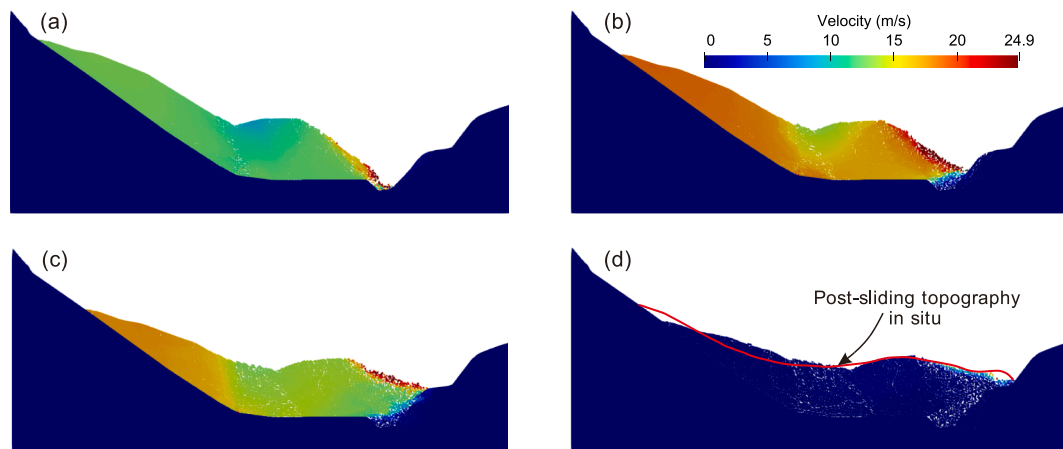 (a)
(b)
Velocity (m/s)
0 5 10 15 20 24.9
(c)
(d)
Post-sliding topography
in situ